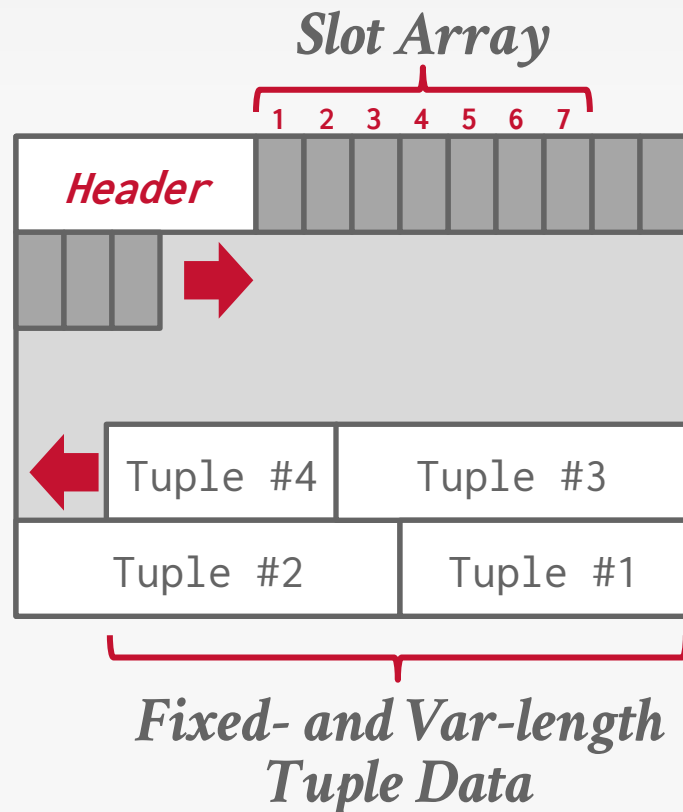 Slot Array
1 2 3 4 5 6 7
Header
Tuple #4 Tuple #3
Tuple #2 Tuple #1
Fixed- and Var-length
Tuple Data